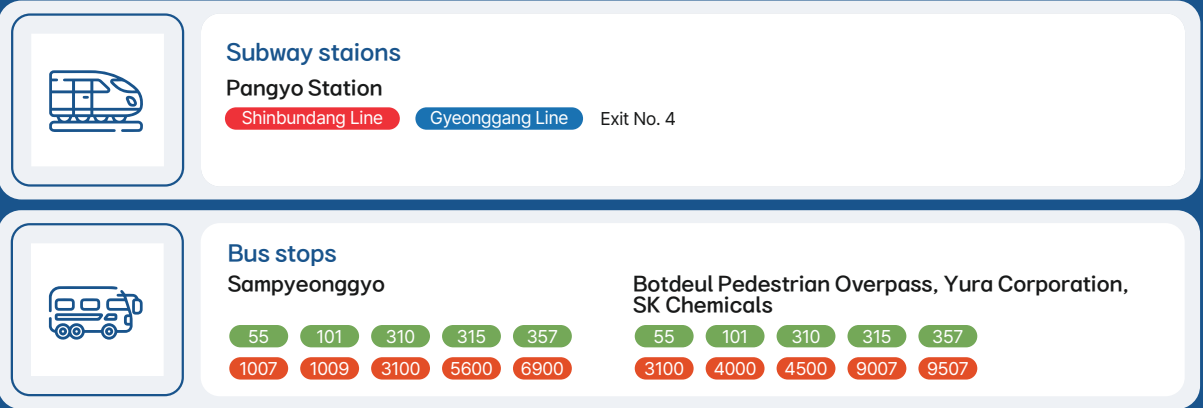 Subway staions
Pangyo Station
Shinbundang Line Gyeonggang Line Exit No. 4
Bus stops
Sampyeonggyo
55 101 310 315 357
1007 1009 3100 5600 6900
Botdeul Pedestrian Overpass, Yura Corporation,
SK Chemicals
55 101 310 315 357
3100 4000 4500 9007 9507